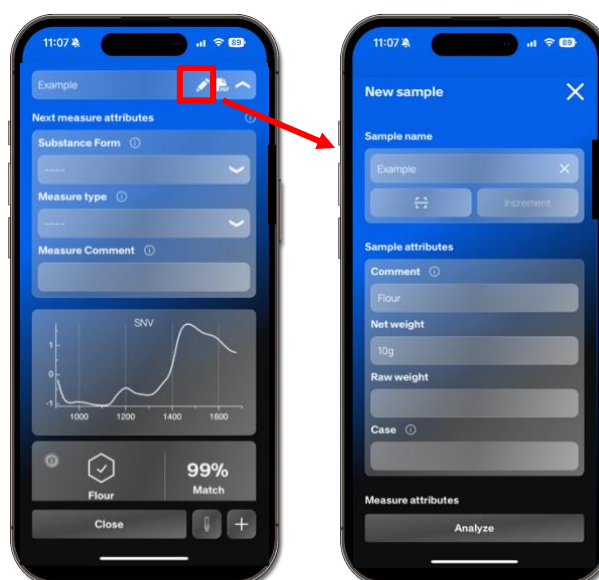 11:07
89
Example
PDF
Next measure attributes
Substance Form
----
Measure type
----
Measure Comment
SNV
1
0
-1
1000 1200 1400 1600
Flour
99%
Match
Close
11:07
89
New sample
Sample name
Example
Increment
Sample attributes
Comment
Flour
Net weight
10g
Raw weight
Case
Measure attributes
Analyze